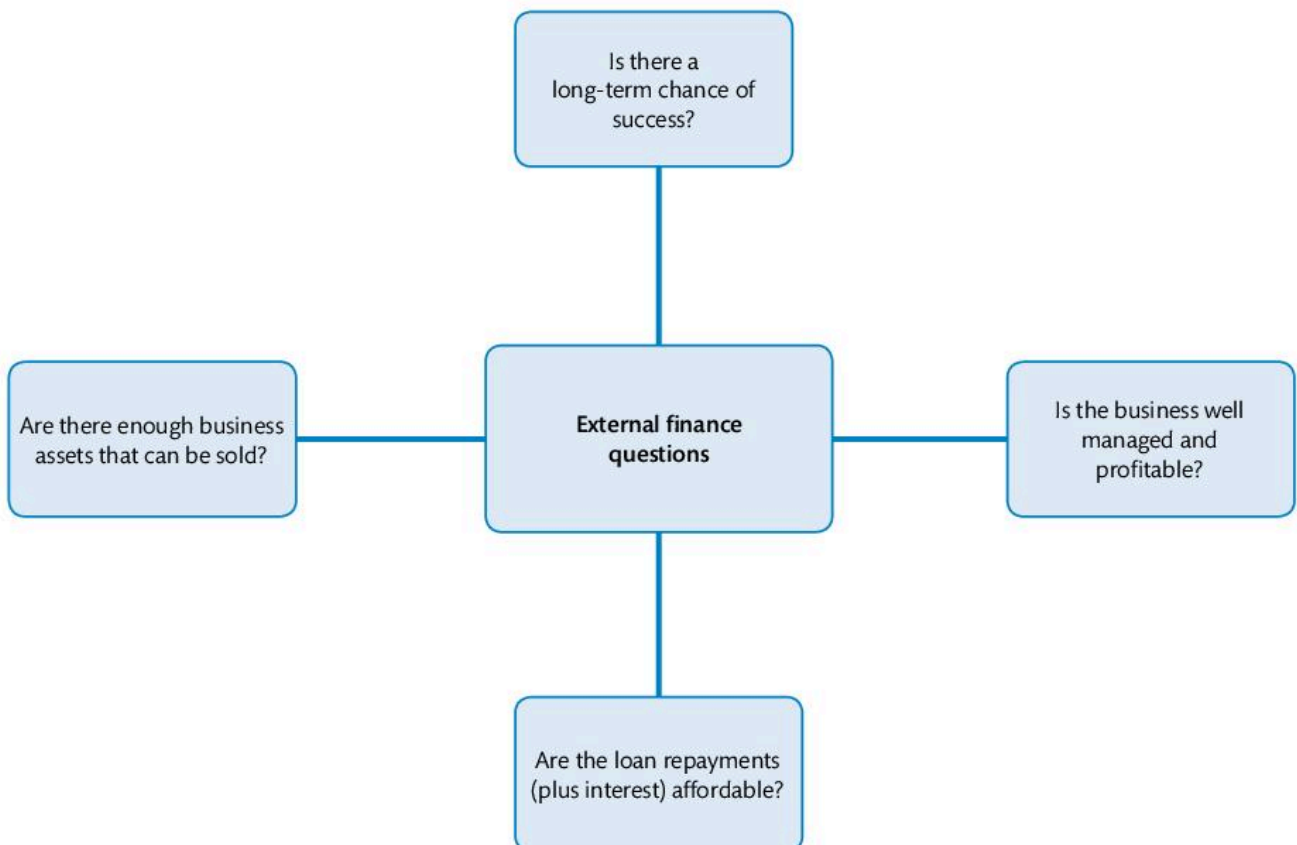 Is there a
long-term chance of
success?
Are there enough business
assets that can be sold?
External finance
questions
Is the business well
managed and
profitable?
Are the loan repayments
(plus interest) affordable?